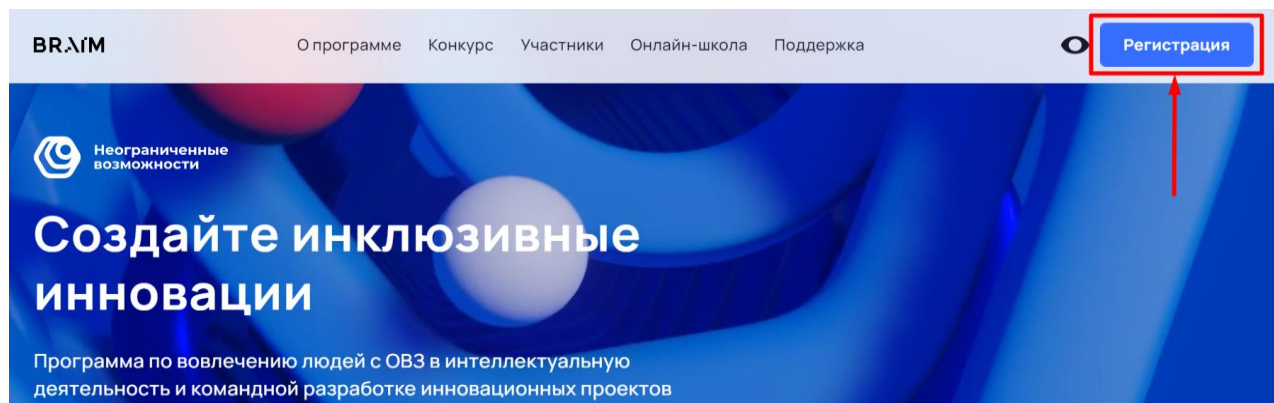 BRAIM
О программе Конкурс Участники Онлайн-школа Поддержка
Регистрация
Неограниченные
возможности
Создайте инклюзивные
инновации
Программа по вовлечению людей с ОВЗ в интеллектуальную
деятельность и командной разработке инновационных проектов